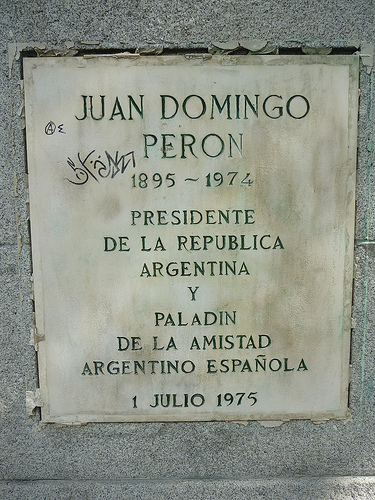 JUAN DOMINGO
PERON
1895 ~ 1974
PRESIDENTE
DE LA REPUBLICA
ARGENTINA
Y
PALADIN
DE LA AMISTAD
ARGENTINO ESPAÑOLA
1 JULIO 1975